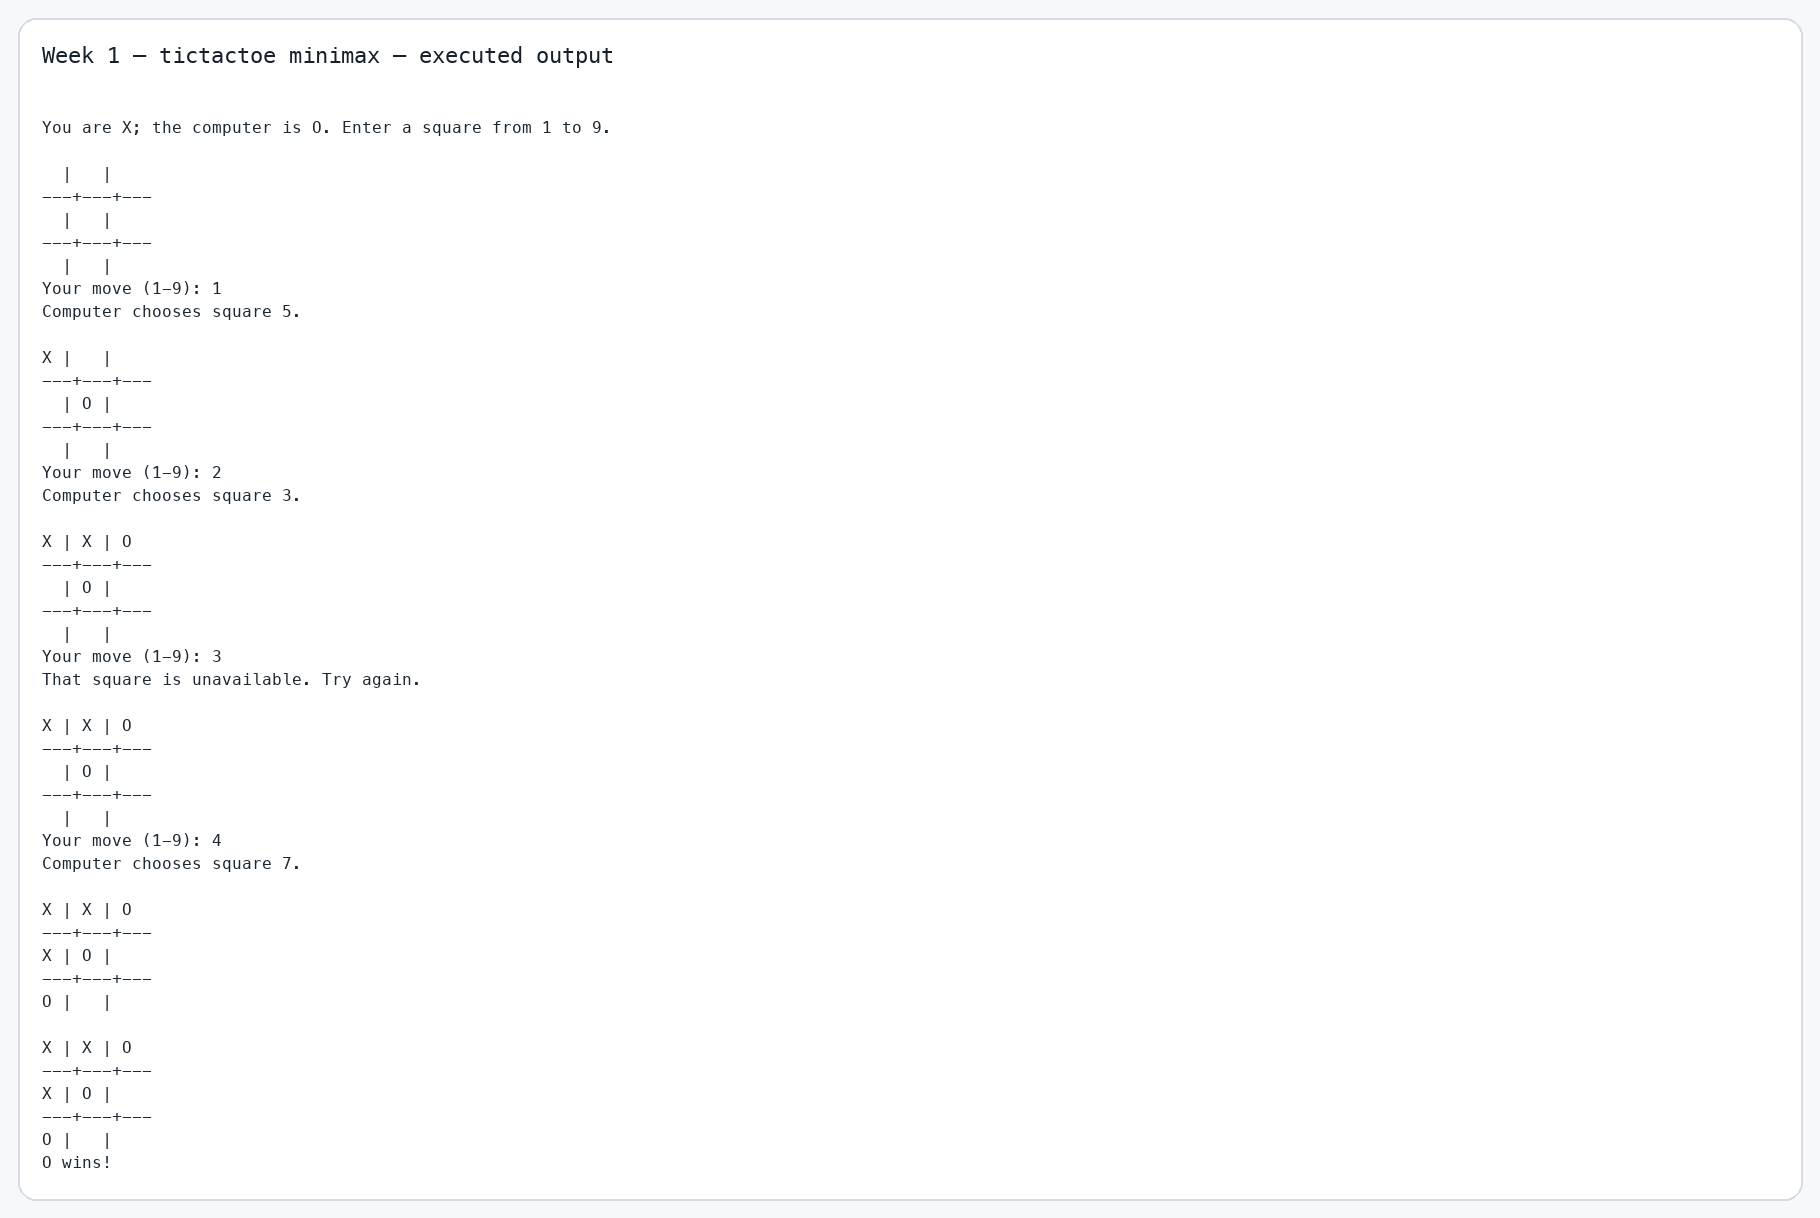 Week 1 — tictactoe minimax — executed output
You are X; the computer is O. Enter a square from 1 to 9.
  |   |
---+---+---
  |   |
---+---+---
  |   |
Your move (1-9): 1
Computer chooses square 5.
X |   |
---+---+---
  | O |
---+---+---
  |   |
Your move (1-9): 2
Computer chooses square 3.
X | X | O
---+---+---
  | O |
---+---+---
  |   |
Your move (1-9): 3
That square is unavailable. Try again.
X | X | O
---+---+---
  | O |
---+---+---
  |   |
Your move (1-9): 4
Computer chooses square 7.
X | X | O
---+---+---
X | O |
---+---+---
O |   |
X | X | O
---+---+---
X | O |
---+---+---
O |   |
O wins!